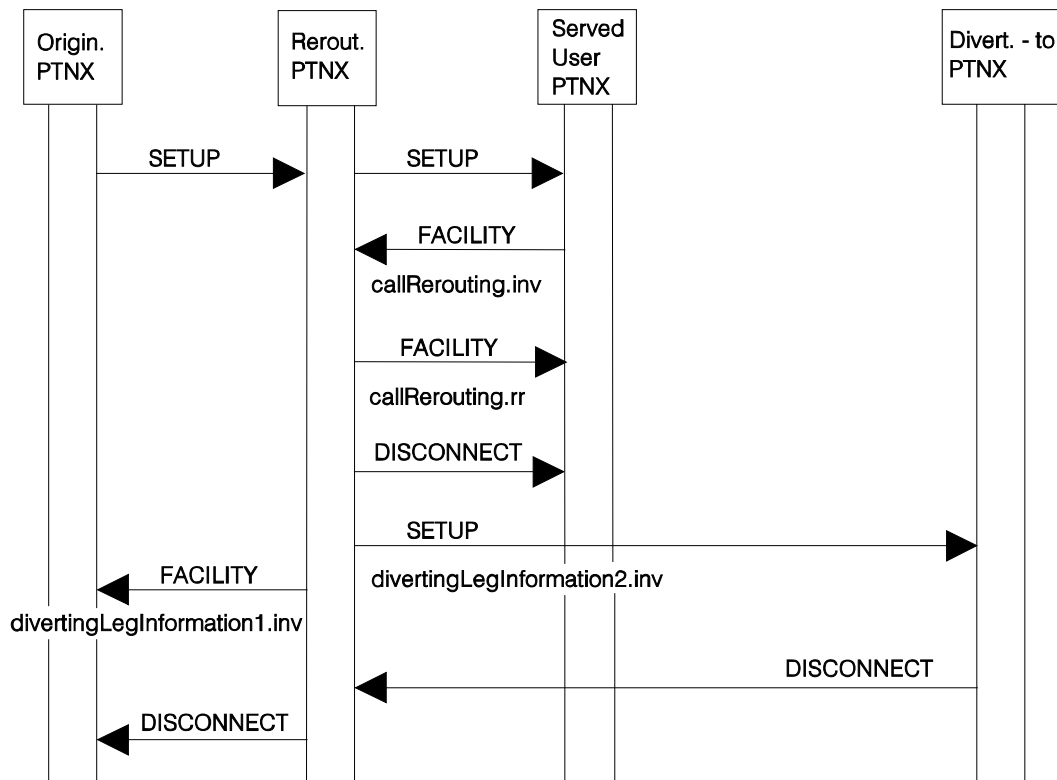 Origin.
PTNX
Rerout.
PTNX
Served
User
PTNX
Divert. - to
PTNX
SETUP
SETUP
FACILITY
callRerouting.inv
FACILITY
callRerouting.rr
DISCONNECT
SETUP
divertingLegInformation2.inv
FACILITY
divertingLegInformation1.inv
DISCONNECT
DISCONNECT